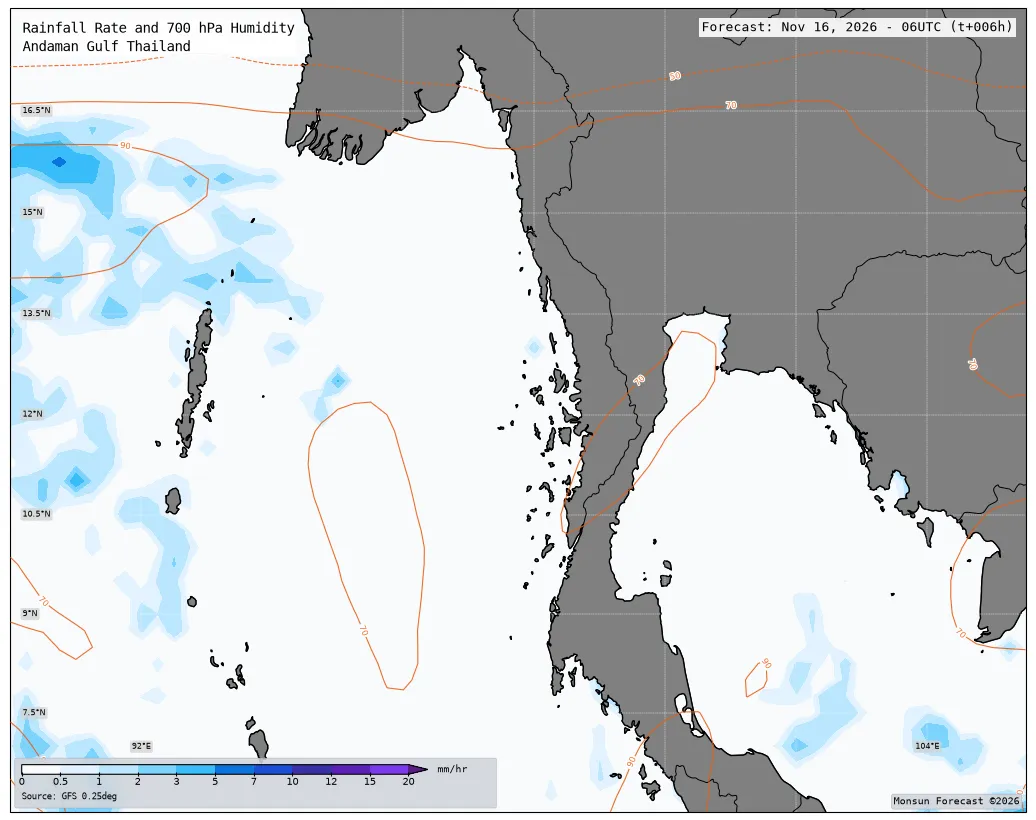 Rainfall Rate and 700 hPa Humidity
Andaman Gulf Thailand
Forecast: Nov 16, 2026 - 06UTC (t+006h)
50
70
16.5°N
90
15°N
13.5°N
70
70
12°N
10.5°N
70
9°N
70
70
90
7.5°N
92°E
104°E
90
mm/hr
0 0.5 1 2 3 5 7 10 12 15 20
Source: GFS 0.25deg
Monsun Forecast ©2026